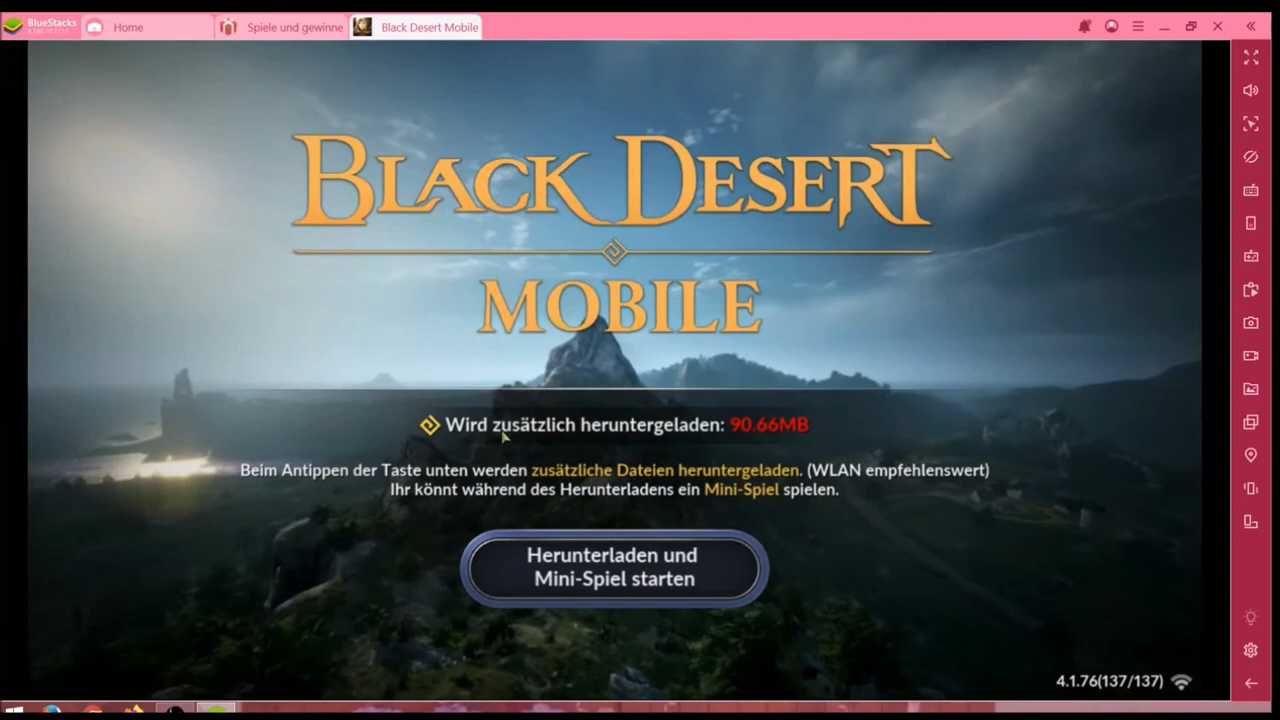 BlueStacks
Home
Spiele und gewinne
Black Desert Mobile
BLACK DESERT
MOBILE
Wird zusätzlich heruntergeladen: 90.66MB
Beim Antippen der Taste unten werden zusätzliche Dateien heruntergeladen. (WLAN empfehlenswert)
Ihr könnt während des Herunterladens ein Mini-Spiel spielen.
Herunterladen und
Mini-Spiel starten
4.1.76(137/137)